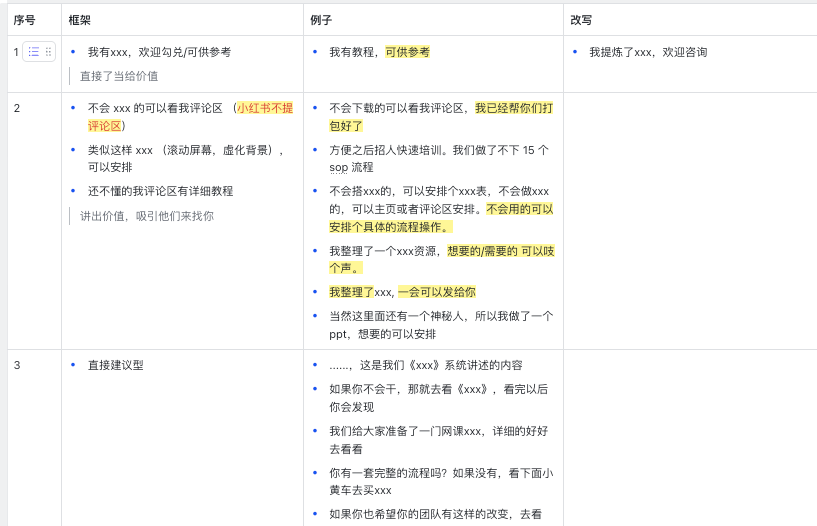 序号
框架
例子
改写
1
我有xxx，欢迎勾兑/可供参考
直接了当给价值
我有教程，可供参考
我提炼了xxx，欢迎咨询
2
不会 xxx 的可以看我评论区 （小红书不提
评论区）
类似这样 xxx （滚动屏幕，虚化背景），
可以安排
还不懂的我评论区有详细教程
讲出价值，吸引他们来找你
不会下载的可以看我评论区，我已经帮你们打
包好了
方便之后招人快速培训。我们做了不下 15 个
sop 流程
不会搭xxx的，可以安排个xxx表，不会做xxx
的，可以主页或者评论区安排。不会用的可以
安排个具体的流程操作。
我整理了一个xxx资源，想要的/需要的 可以吱
个声。
我整理了xxx, 一会可以发给你
当然这里面还有一个神秘人，所以我做了一个
ppt，想要的可以安排
3
直接建议型
……，这是我们《xxx》系统讲述的内容
如果你不会干，那就去看《xxx》，看完以后
你会发现
我们给大家准备了一门网课xxx，详细的好好
去看看
你有一套完整的流程吗？如果没有，看下面小
黄车去买xxx
如果你也希望你的团队有这样的改变，去看